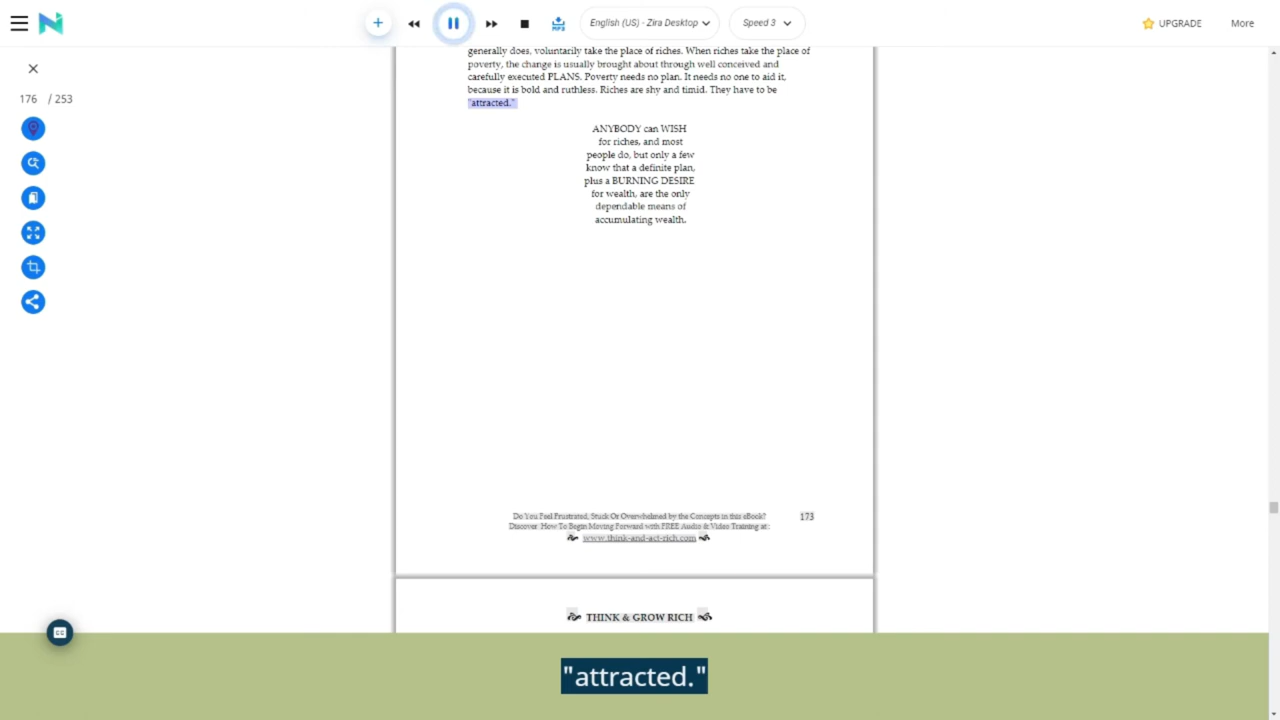 English (US) - Zira Desktop
Speed 3
UPGRADE
More
176 / 253
generally does, voluntarily take the place of riches. When riches take the place of
poverty, the change is usually brought about through well conceived and
carefully executed PLANS. Poverty needs no plan. It needs no one to aid it,
because it is bold and ruthless. Riches are shy and timid. They have to be
"attracted."
ANYBODY can WISH
for riches, and most
people do, but only a few
know that a definite plan,
plus a BURNING DESIRE
for wealth, are the only
dependable means of
accumulating wealth.
Do You Feel Frustrated, Stuck Or Overwhelmed by the Concepts in this eBook?
173
Discover How To Begin Moving Forward with FREE Audio & Video Training at:
www.think-and-act-rich.com
THINK & GROW RICH
CC
"attracted."
MP3